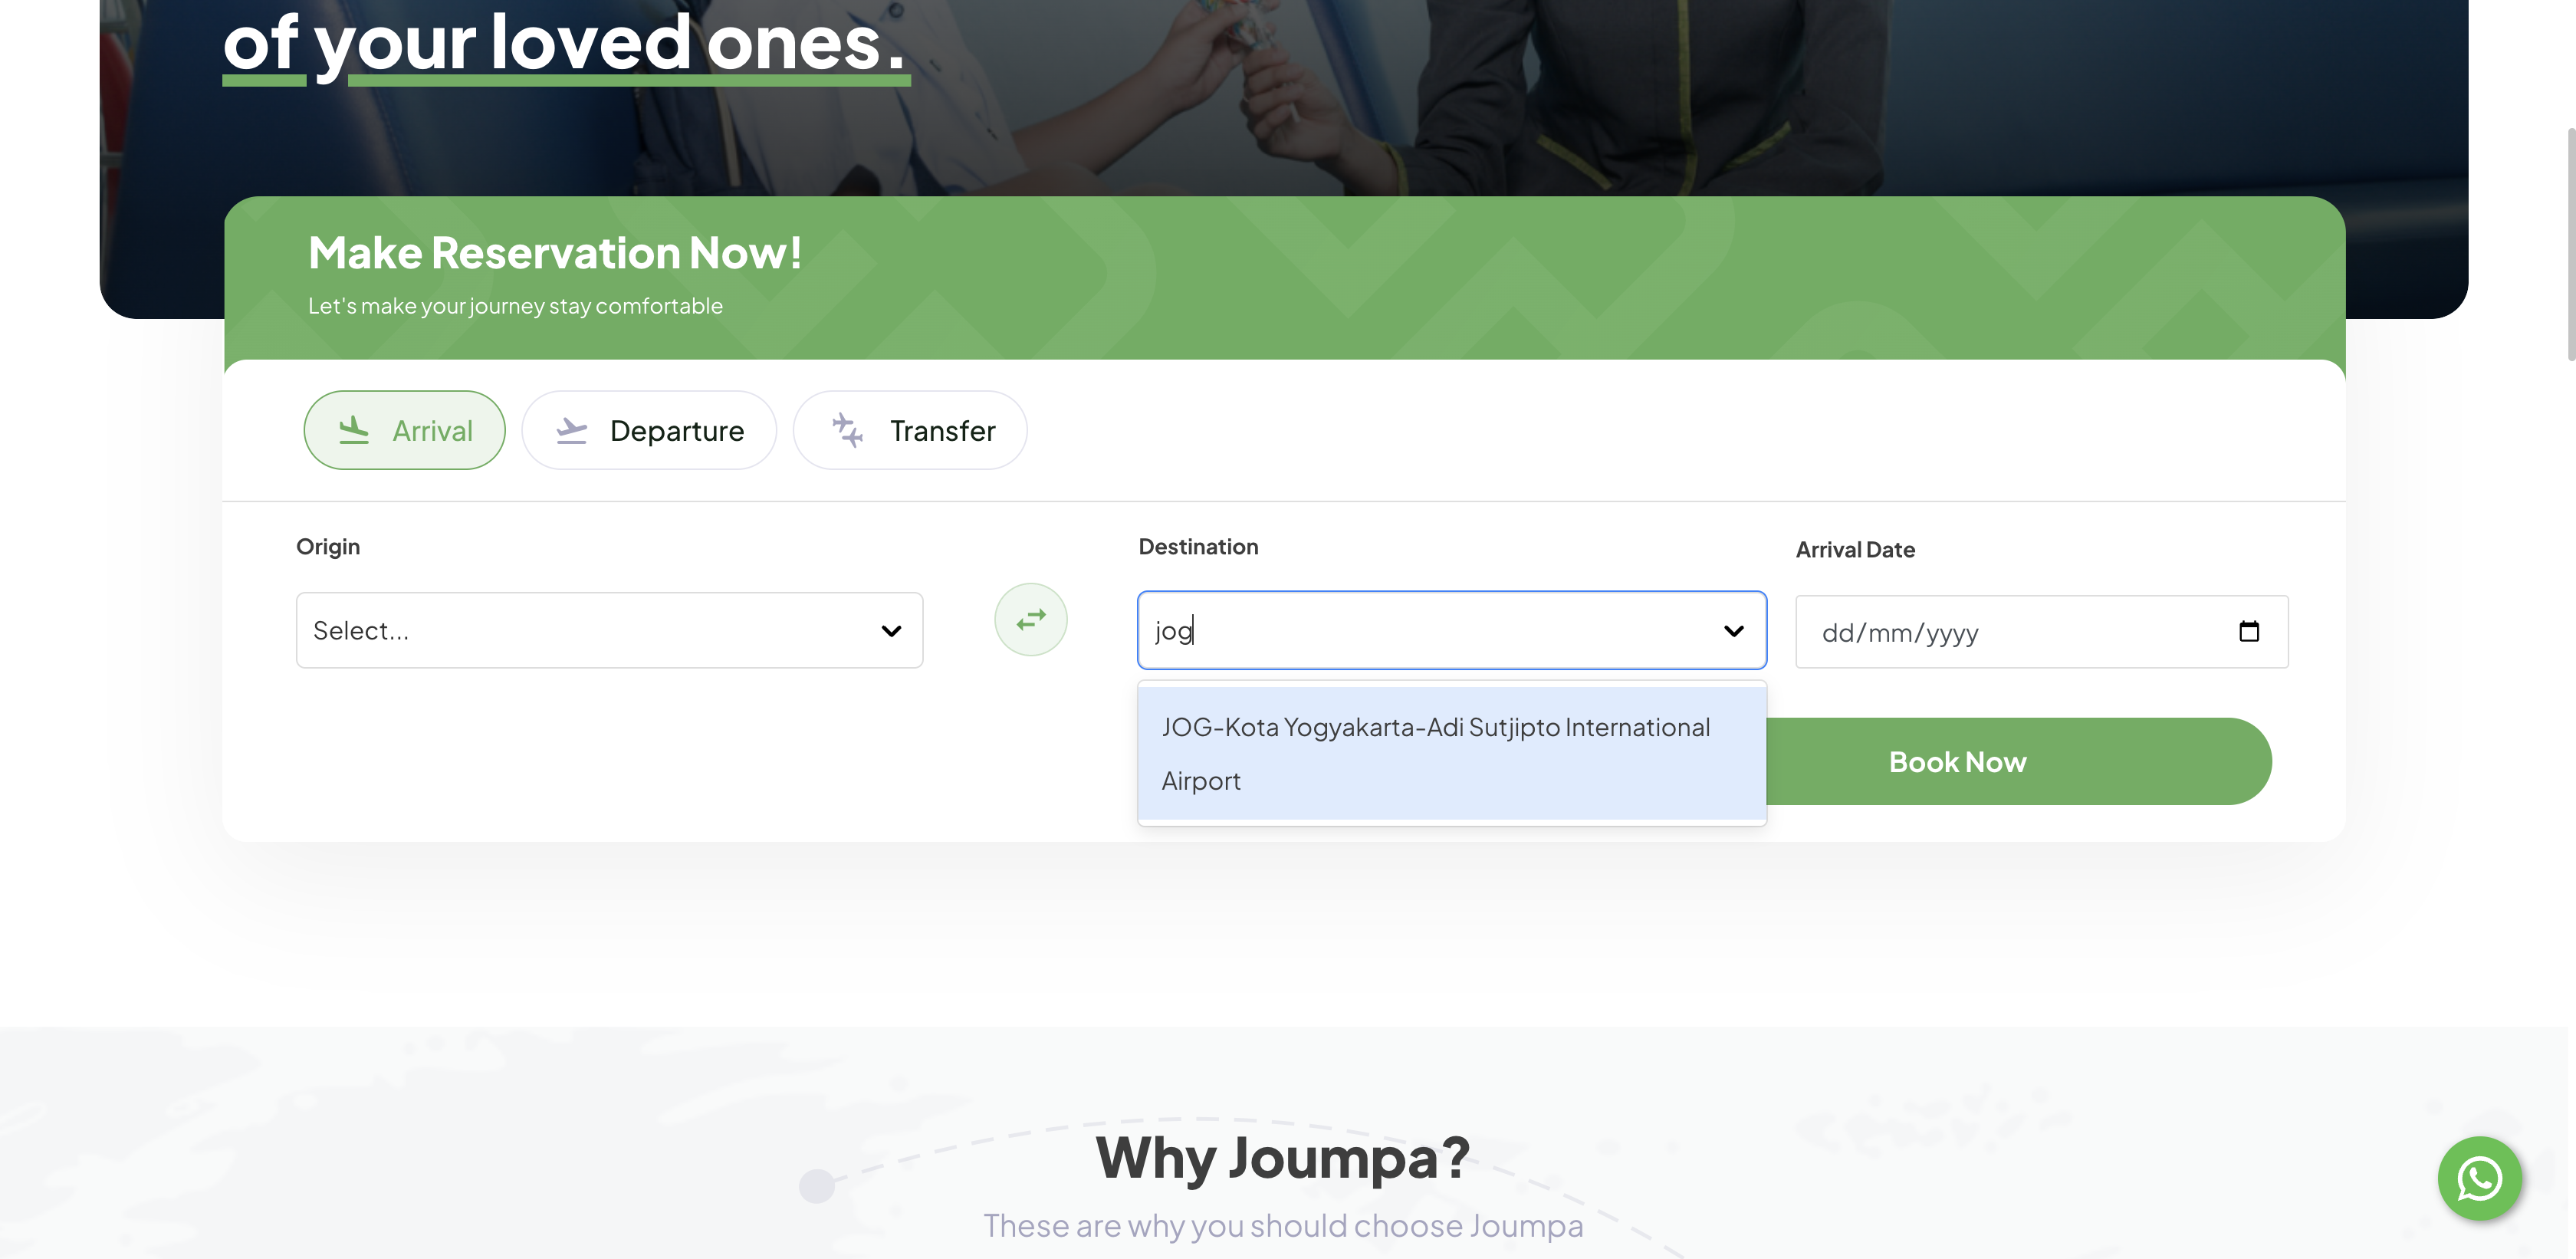 of your loved ones.
Make Reservation Now!
Let's make your journey stay comfortable
Arrival
Departure
Transfer
Origin
Destination
Arrival Date
Select...
jog
dd/mm/yyyy
JOG-Kota Yogyakarta-Adi Sutjipto International
Airport
Book Now
Why Joumpa?
These are why you should choose Joumpa